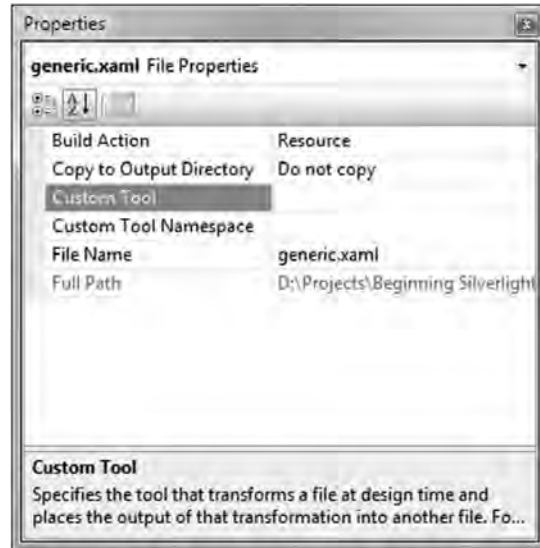 Properties
generic.xaml File Properties
Build Action Resource
Copy to Output Directory Do not copy
Custom Tool
Custom Tool Namespace
File Name generic.xaml
Full Path D:\Projects\Beginning Silverlight
Custom Tool
Specifies the tool that transforms a file at design time and
places the output of that transformation into another file. Fo...